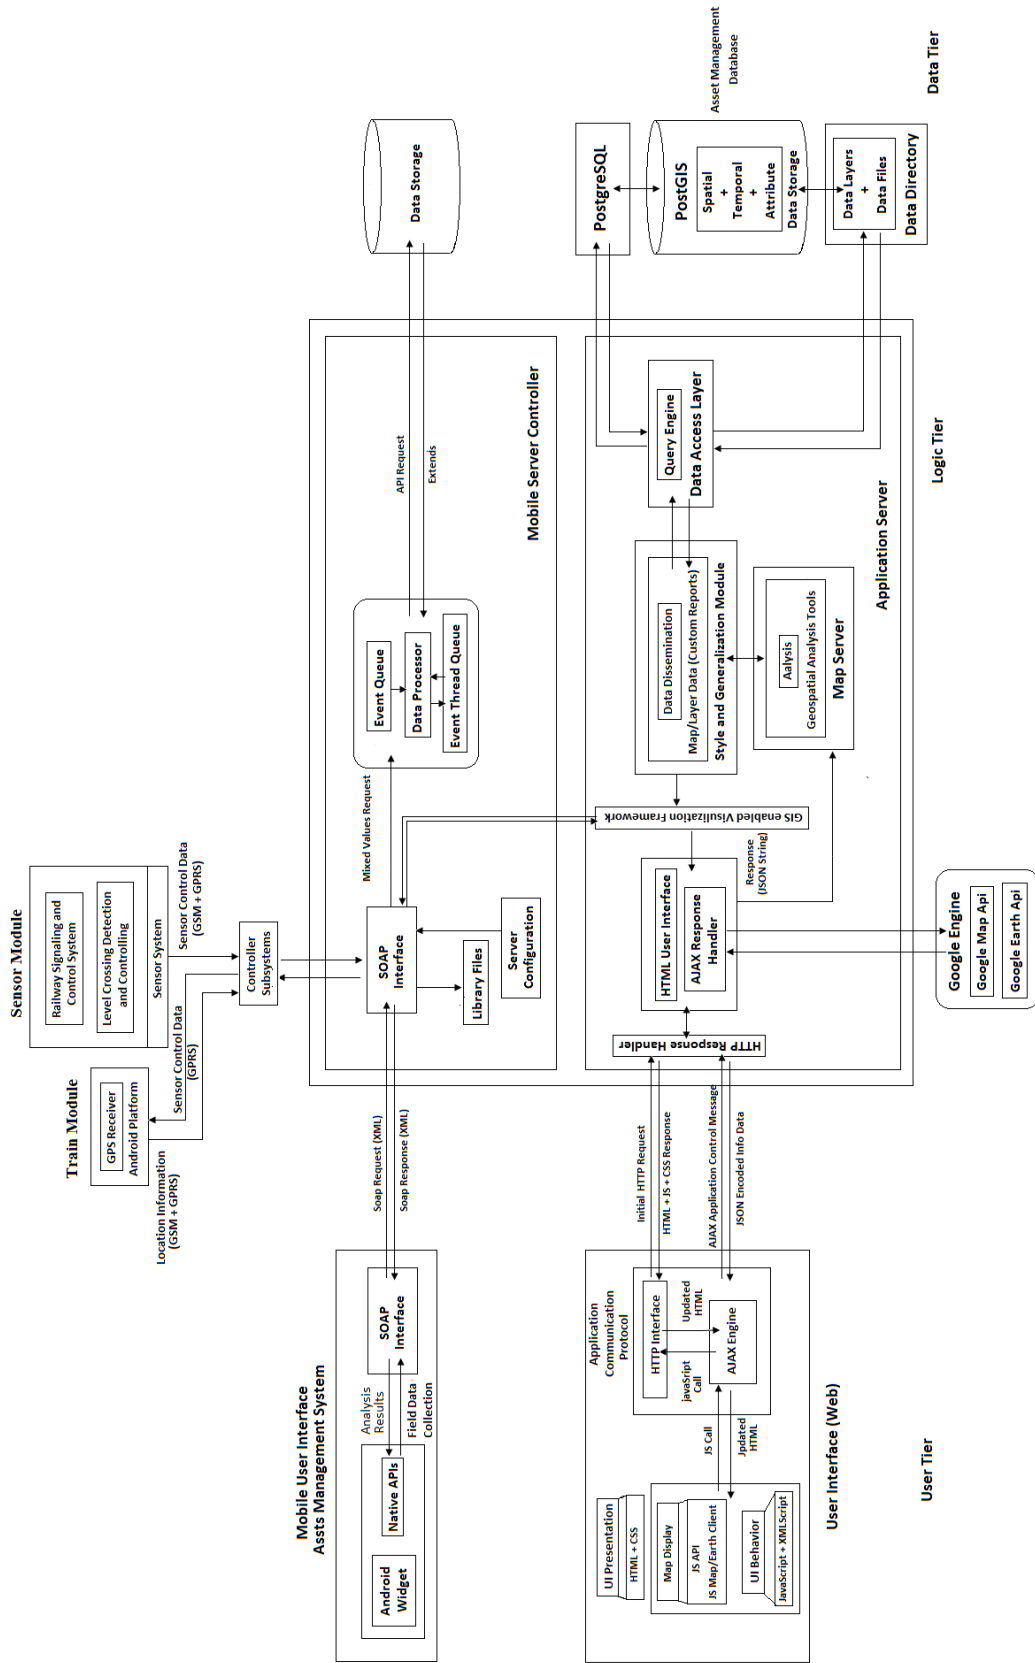 Sensor Module
Railway Signaling and
Control System
Level Crossing Detection
and Controlling
Sensor System
Train Module
GPS Receiver
Android Platform
Location Information
(GSM + GPRS)
Sensor Control Data
(GPRS)
Sensor Control Data
(GSM + GPRS)
Controller
Subsystems
Mobile User Interface
Assts Management System
Android
Widget
Native APIs
Analysis
Results
Field Data
Collection
SOAP
Interface
Soap Request (XML)
Soap Response (XML)
SOAP
Interface
Library Files
Server
Configuration
Mixed Values Request
Event Queue
Data Processor
Event Thread Queue
API Request
Extends
Mobile Server Controller
Data Storage
UI Presentation
HTML + CSS
Map Display
JS API
JS Map/Earth Client
UI Behavior
JavaScript + XMLScript
JS Call
Jpdated
HTML
Application
Communication
Protocol
HTTP Interface
javaSript
Call
Updated
HTML
AJAX Engine
User Interface (Web)
User Tier
Initial HTTP Request
HTML + JS + CSS Response
AJAX Application Control Message
JSON Encoded Info Data
HTTP Response Handler
HTML User Interface
AJAX Response
Handler
Response
(JSON String)
GIS enabled Visulization Framework
Data Dissemination
Map/Layer Data (Custom Reports)
Style and Generalization Module
Aalysis
Geospatial Analysis Tools
Map Server
Query Engine
Data Access Layer
Application Server
Logic Tier
Google Engine
Google Map Api
Google Earth Api
PostgreSQL
PostGIS
Spatial
+
Temporal
+
Attribute
Data Storage
Asset Management
Database
Data Layers
+
Data Files
Data Directory
Data Tier